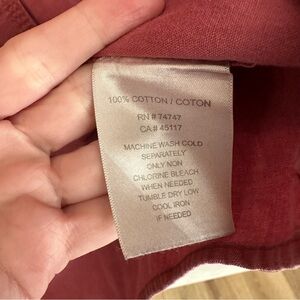 100% COTTON / COTON
RN # 74747
CA # 45117
MACHINE WASH COLD
SEPARATELY
ONLY NON
CHLORINE BLEACH
WHEN NEEDED
TUMBLE DRY LOW
COOL IRON
IF NEEDED